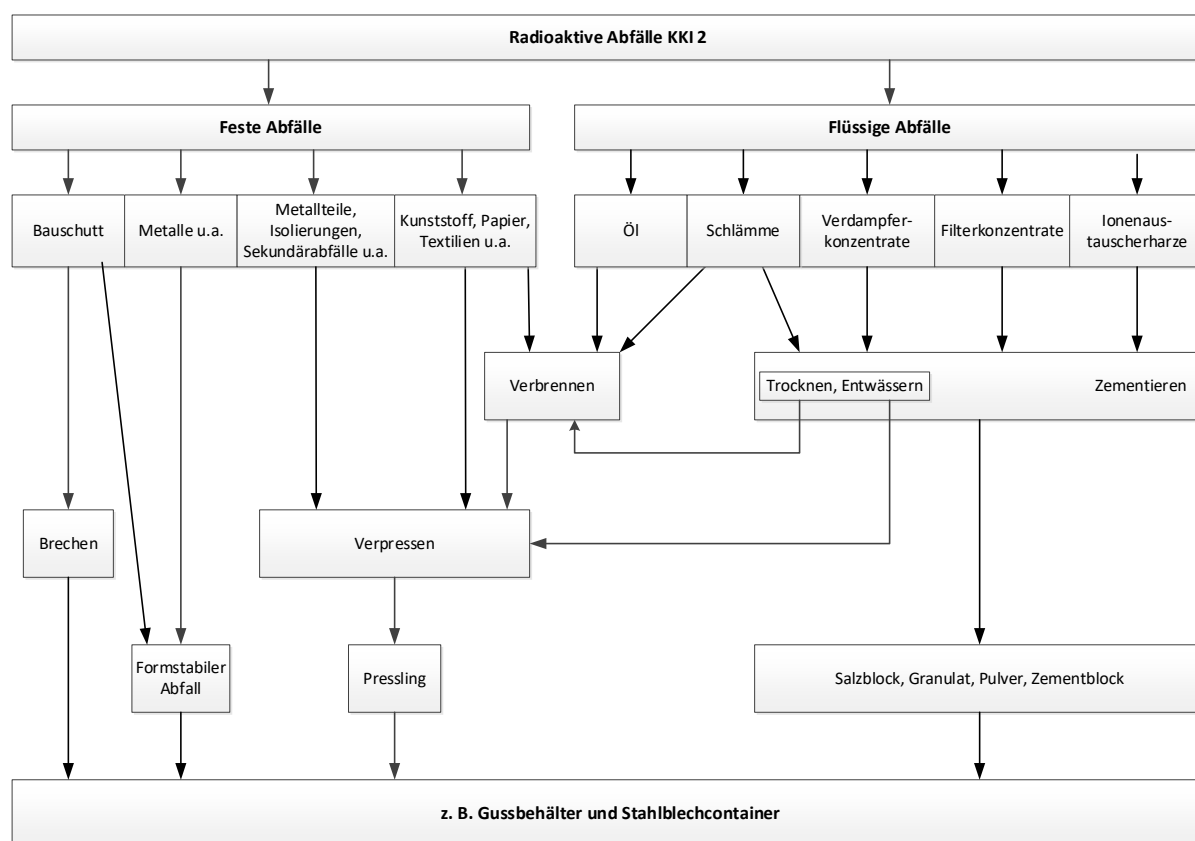 Radioaktive Abfälle KKI 2
Feste Abfälle
Flüssige Abfälle
Bauschutt
Metalle u.a.
Metallteile,
Isolierungen,
Sekundärabfälle u.a.
Kunststoff, Papier,
Textilien u.a.
Öl
Schlämme
Verdampfer-
konzentrate
Filterkonzentrate
Ionenaus-
tauscherharze
Verbrennen
Trocknen, Entwässern
Zementieren
Brechen
Verpressen
Formstabiler
Abfall
Pressling
Salzblock, Granulat, Pulver, Zementblock
z. B. Gussbehälter und Stahlblechcontainer